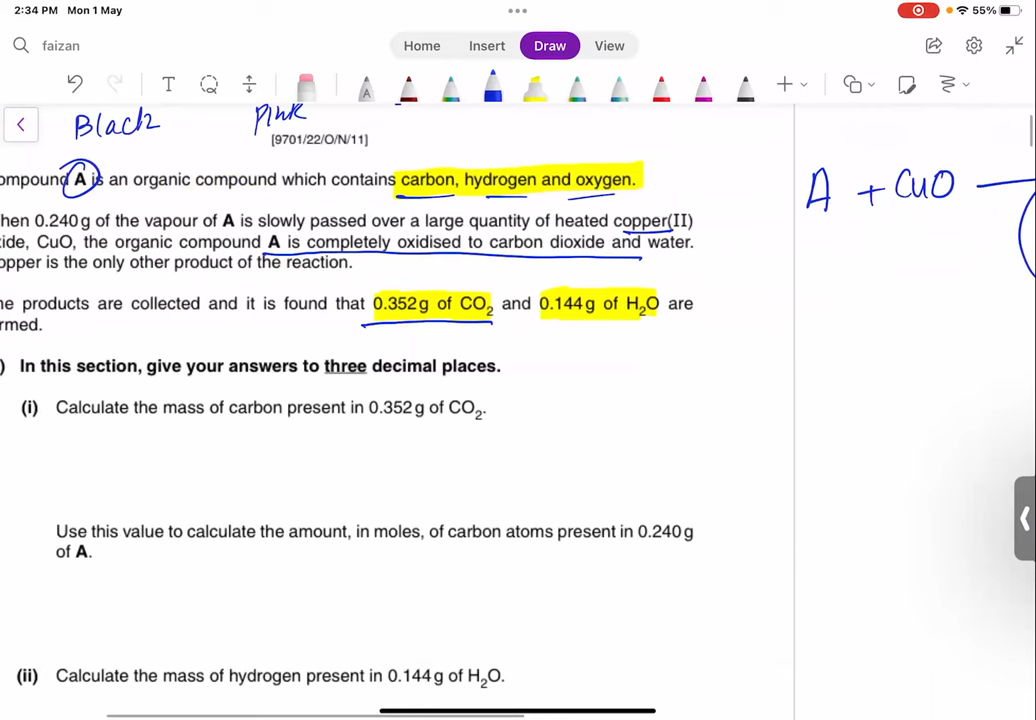 2:34 PM Mon 1 May
55%
faizan
Home Insert Draw View
Black Pink
[9701/22/O/N/11]
ompound A is an organic compound which contains carbon, hydrogen and oxygen.
A + CuO
hen 0.240 g of the vapour of A is slowly passed over a large quantity of heated copper(II)
ide, CuO, the organic compound A is completely oxidised to carbon dioxide and water.
opper is the only other product of the reaction.
he products are collected and it is found that 0.352 g of CO₂ and 0.144 g of H₂O are
rmed.
) In this section, give your answers to three decimal places.
(i) Calculate the mass of carbon present in 0.352 g of CO₂.
Use this value to calculate the amount, in moles, of carbon atoms present in 0.240 g
of A.
(ii) Calculate the mass of hydrogen present in 0.144 g of H₂O.